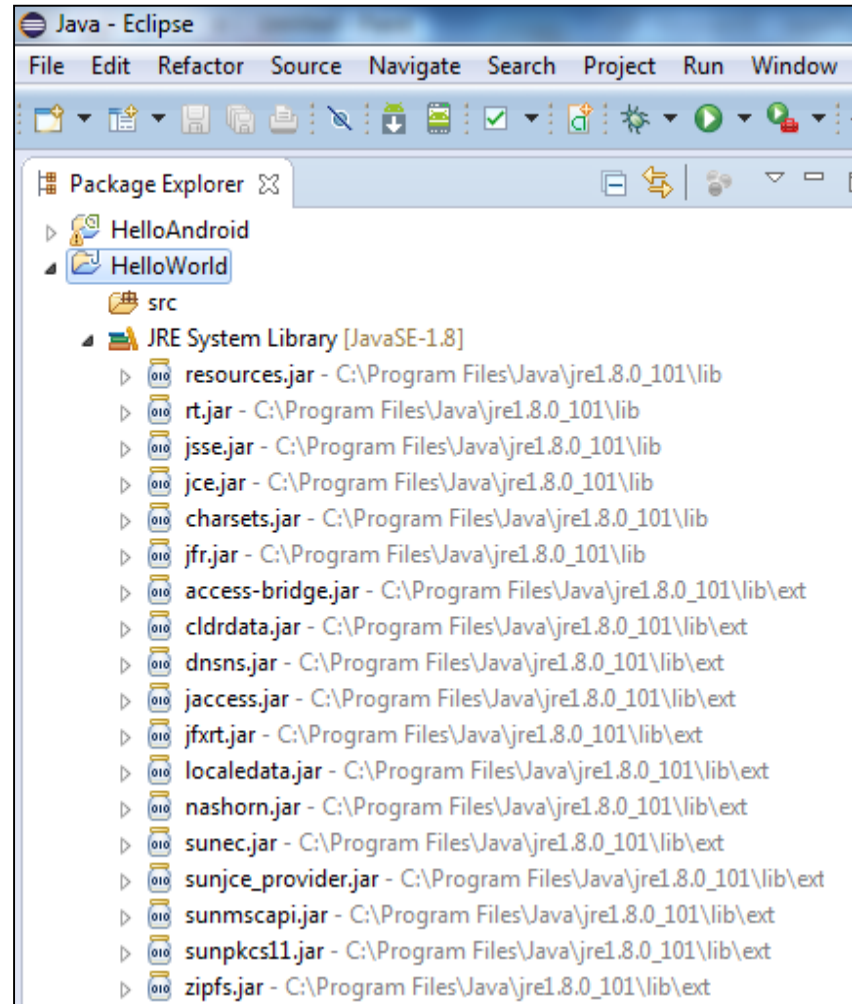 Java - Eclipse
File Edit Refactor Source Navigate Search Project Run Window
Package Explorer
HelloAndroid
HelloWorld
src
JRE System Library [JavaSE-1.8]
resources.jar - C:\Program Files\Java\jre1.8.0_101\lib
rt.jar - C:\Program Files\Java\jre1.8.0_101\lib
jsse.jar - C:\Program Files\Java\jre1.8.0_101\lib
jce.jar - C:\Program Files\Java\jre1.8.0_101\lib
charsets.jar - C:\Program Files\Java\jre1.8.0_101\lib
jfr.jar - C:\Program Files\Java\jre1.8.0_101\lib
access-bridge.jar - C:\Program Files\Java\jre1.8.0_101\lib\ext
cldrdata.jar - C:\Program Files\Java\jre1.8.0_101\lib\ext
dnsns.jar - C:\Program Files\Java\jre1.8.0_101\lib\ext
jaccess.jar - C:\Program Files\Java\jre1.8.0_101\lib\ext
jfxrt.jar - C:\Program Files\Java\jre1.8.0_101\lib\ext
localedata.jar - C:\Program Files\Java\jre1.8.0_101\lib\ext
nashorn.jar - C:\Program Files\Java\jre1.8.0_101\lib\ext
sunec.jar - C:\Program Files\Java\jre1.8.0_101\lib\ext
sunjce_provider.jar - C:\Program Files\Java\jre1.8.0_101\lib\ext
sunmscapi.jar - C:\Program Files\Java\jre1.8.0_101\lib\ext
sunpkcs11.jar - C:\Program Files\Java\jre1.8.0_101\lib\ext
zipfs.jar - C:\Program Files\Java\jre1.8.0_101\lib\ext